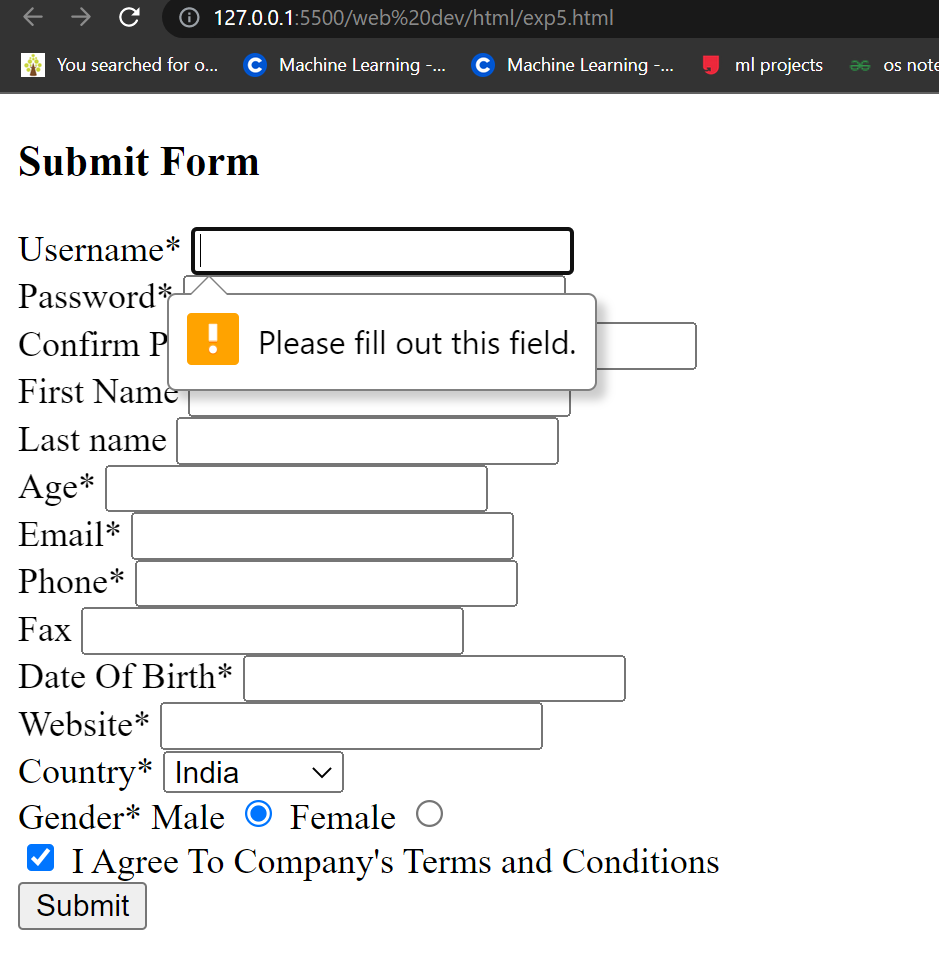 127.0.0.1:5500/web%20dev/html/exp5.html
You searched for o... Machine Learning -... Machine Learning -... ml projects os note
Submit Form
Username*
Password*
Please fill out this field.
Confirm P
First Name
Last name
Age*
Email*
Phone*
Fax
Date Of Birth*
Website*
Country* India
Gender* Male Female
I Agree To Company's Terms and Conditions
Submit